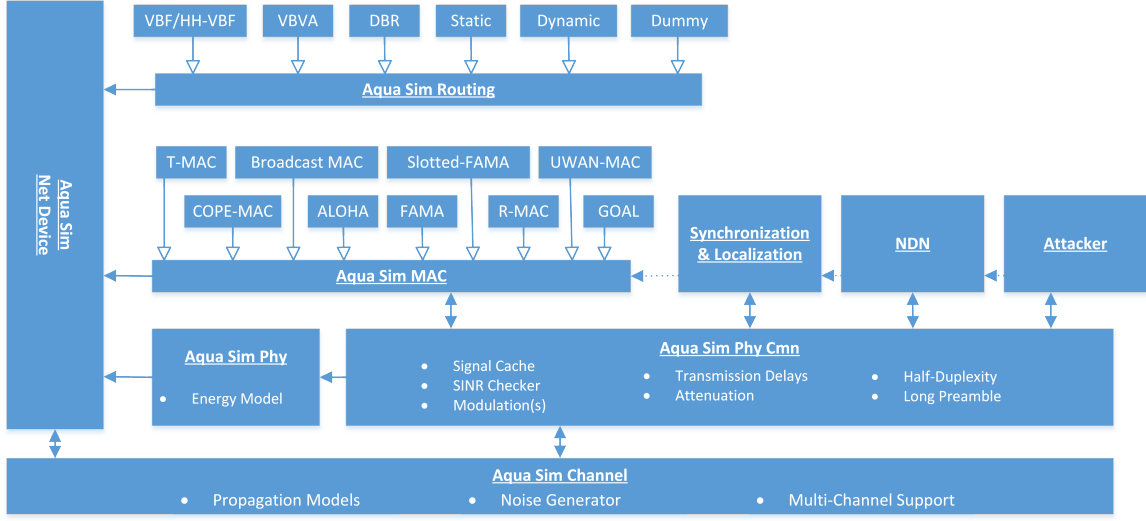 VBF/HH-VBF
VBVA
DBR
Static
Dynamic
Dummy
Aqua Sim Routing
Aqua Sim
Net Device
T-MAC
Broadcast MAC
Slotted-FAMA
UWAN-MAC
COPE-MAC
ALOHA
FAMA
R-MAC
GOAL
Aqua Sim MAC
Synchronization
& Localization
NDN
Attacker
Aqua Sim Phy
• Energy Model
Aqua Sim Phy Cmn
• Signal Cache
• SINR Checker
• Modulation(s)
• Transmission Delays
• Attenuation
• Half-Duplexity
• Long Preamble
Aqua Sim Channel
• Propagation Models
• Noise Generator
• Multi-Channel Support